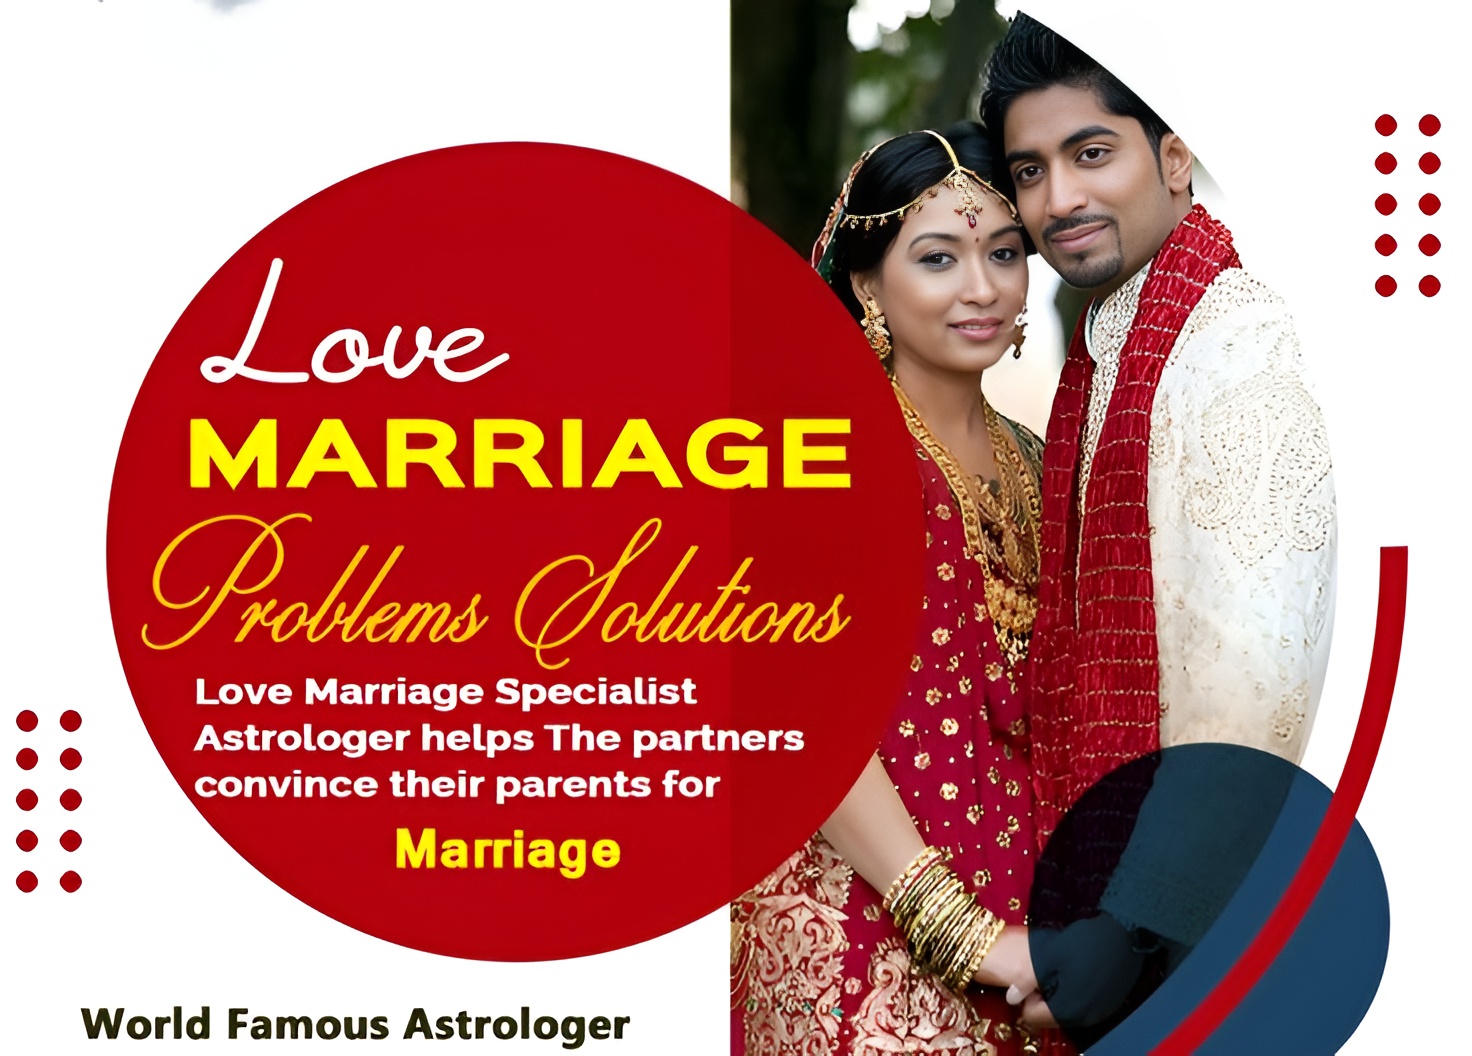 Love
MARRIAGE
Problems Solutions
Love Marriage Specialist
Astrologer helps The partners
convince their parents for
Marriage
World Famous Astrologer